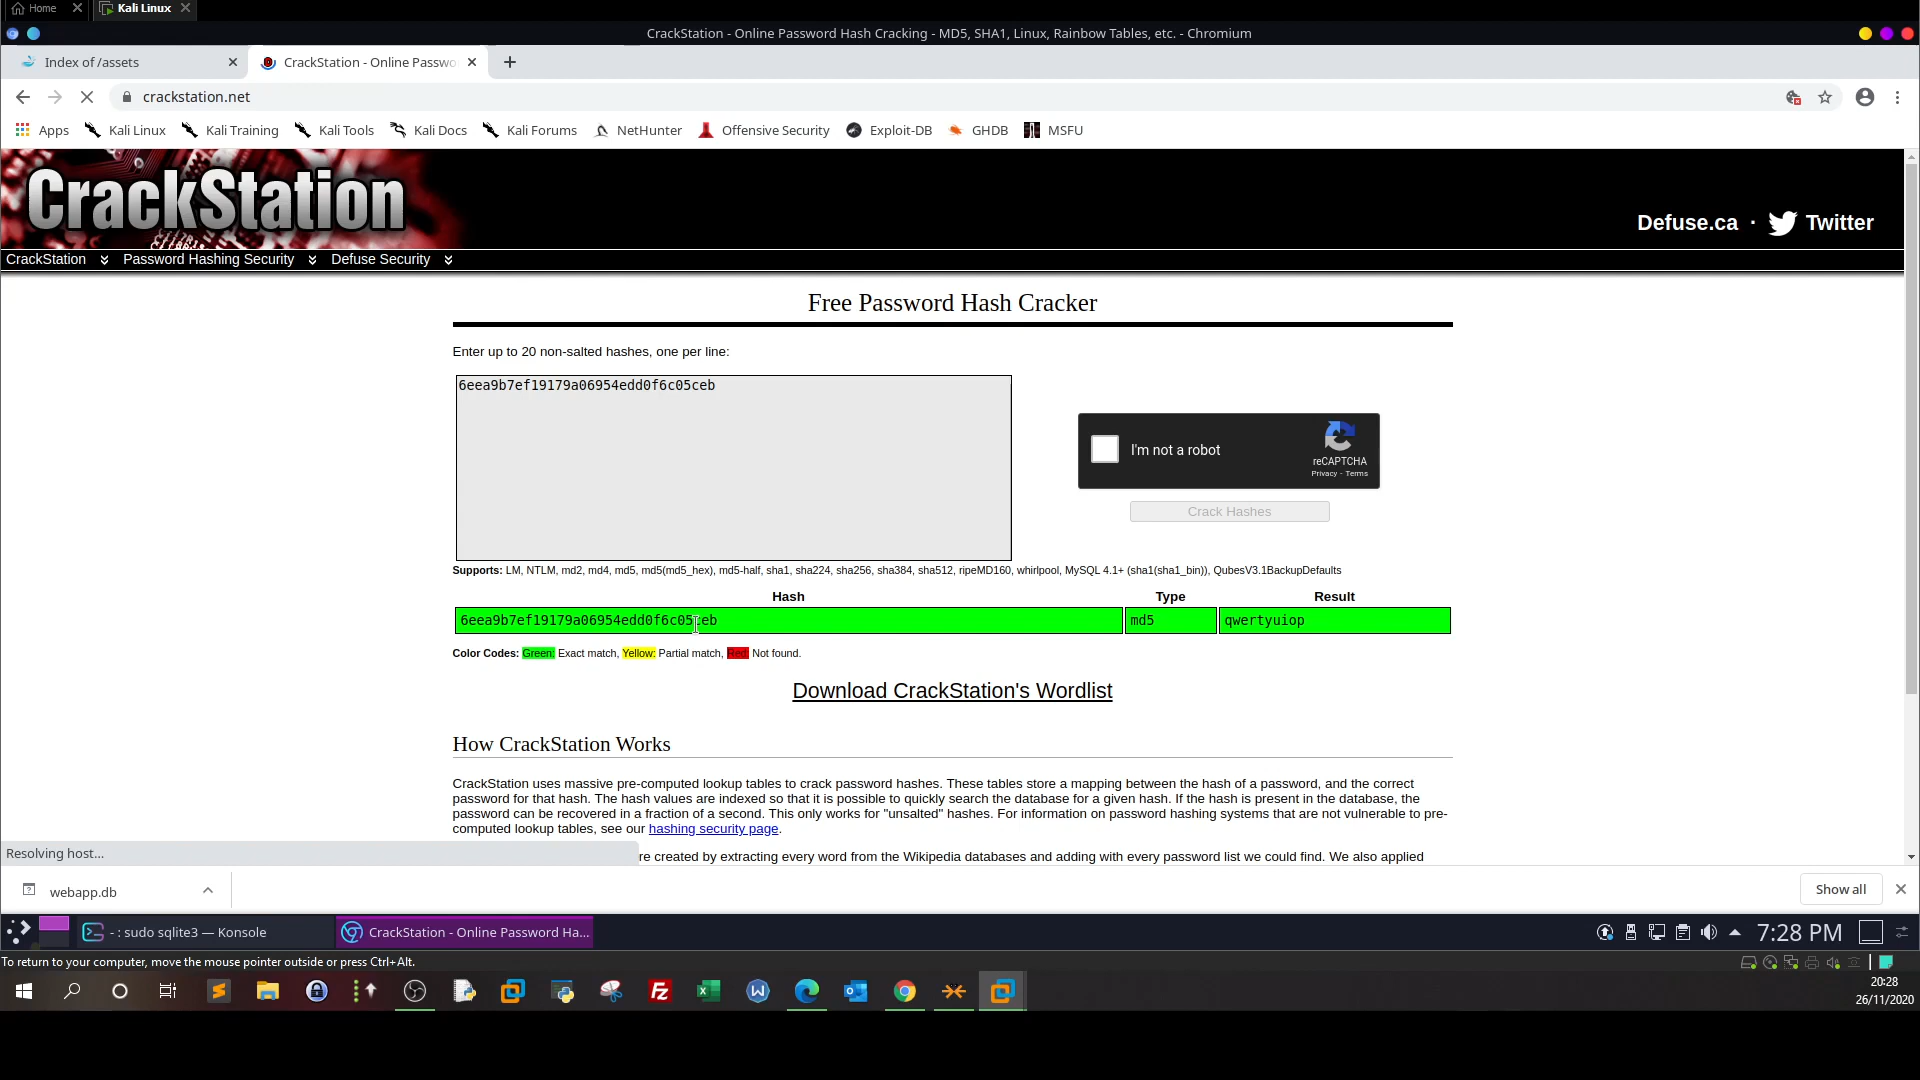 Home
Kali Linux
CrackStation - Online Password Hash Cracking - MD5, SHA1, Linux, Rainbow Tables, etc. - Chromium
Index of /assets
CrackStation - Online Passwo
crackstation.net
Apps Kali Linux Kali Training Kali Tools Kali Docs Kali Forums NetHunter Offensive Security Exploit-DB GHDB MSFU
CrackStation
Defuse.ca · Twitter
CrackStation Password Hashing Security Defuse Security
Free Password Hash Cracker
Enter up to 20 non-salted hashes, one per line:
6eea9b7ef19179a06954edd0f6c05ceb
I'm not a robot
reCAPTCHA
Privacy - Terms
Crack Hashes
Supports: LM, NTLM, md2, md4, md5, md5(md5_hex), md5-half, sha1, sha224, sha256, sha384, sha512, ripeMD160, whirlpool, MySQL 4.1+ (sha1(sha1_bin)), QubesV3.1BackupDefaults
Hash Type Result
6eea9b7ef19179a06954edd0f6c05ceb md5 qwertyuiop
Color Codes: Green: Exact match, Yellow: Partial match, Red: Not found.
Download CrackStation's Wordlist
How CrackStation Works
CrackStation uses massive pre-computed lookup tables to crack password hashes. These tables store a mapping between the hash of a password, and the correct
password for that hash. The hash values are indexed so that it is possible to quickly search the database for a given hash. If the hash is present in the database, the
password can be recovered in a fraction of a second. This only works for "unsalted" hashes. For information on password hashing systems that are not vulnerable to pre-
computed lookup tables, see our hashing security page.
Resolving host...
re created by extracting every word from the Wikipedia databases and adding with every password list we could find. We also applied
webapp.db
Show all
- : sudo sqlite3 — Konsole
CrackStation - Online Password Ha...
7:28 PM
To return to your computer, move the mouse pointer outside or press Ctrl+Alt.
20:28
26/11/2020